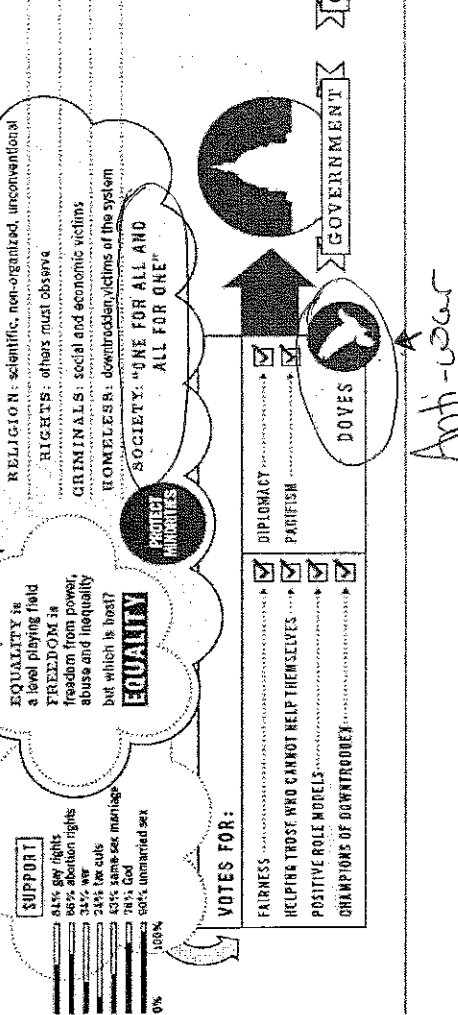 RELIGION: scientific, non-organized, unconventional
RIGHTS: others must observe
CRIMINALS: social and economic victims
HOMELESS: downtrodden, victims of the system
SOCIETY: "ONE FOR ALL AND
ALL FOR ONE"
EQUALITY is
a level playing field
FREEDOM is
freedom from power,
abuse and inequality
but which is best?
EQUALITY
PROTECT
MINORITIES
SUPPORT
84% gay rights
gay rights
abortion rights
34% war
24% tax cuts
43% same-sex marriage
God
90% unmarried sex
0%
100%
VOTES FOR:
FAIRNESS
HELPING THOSE WHO CANNOT HELP THEMSELVES
POSITIVE ROLE MODELS
CHAMPIONS OF DOWNTRODDEN
DIPLOMACY
PACIFISM
DOVES
GOVERNMENT
Anti-war